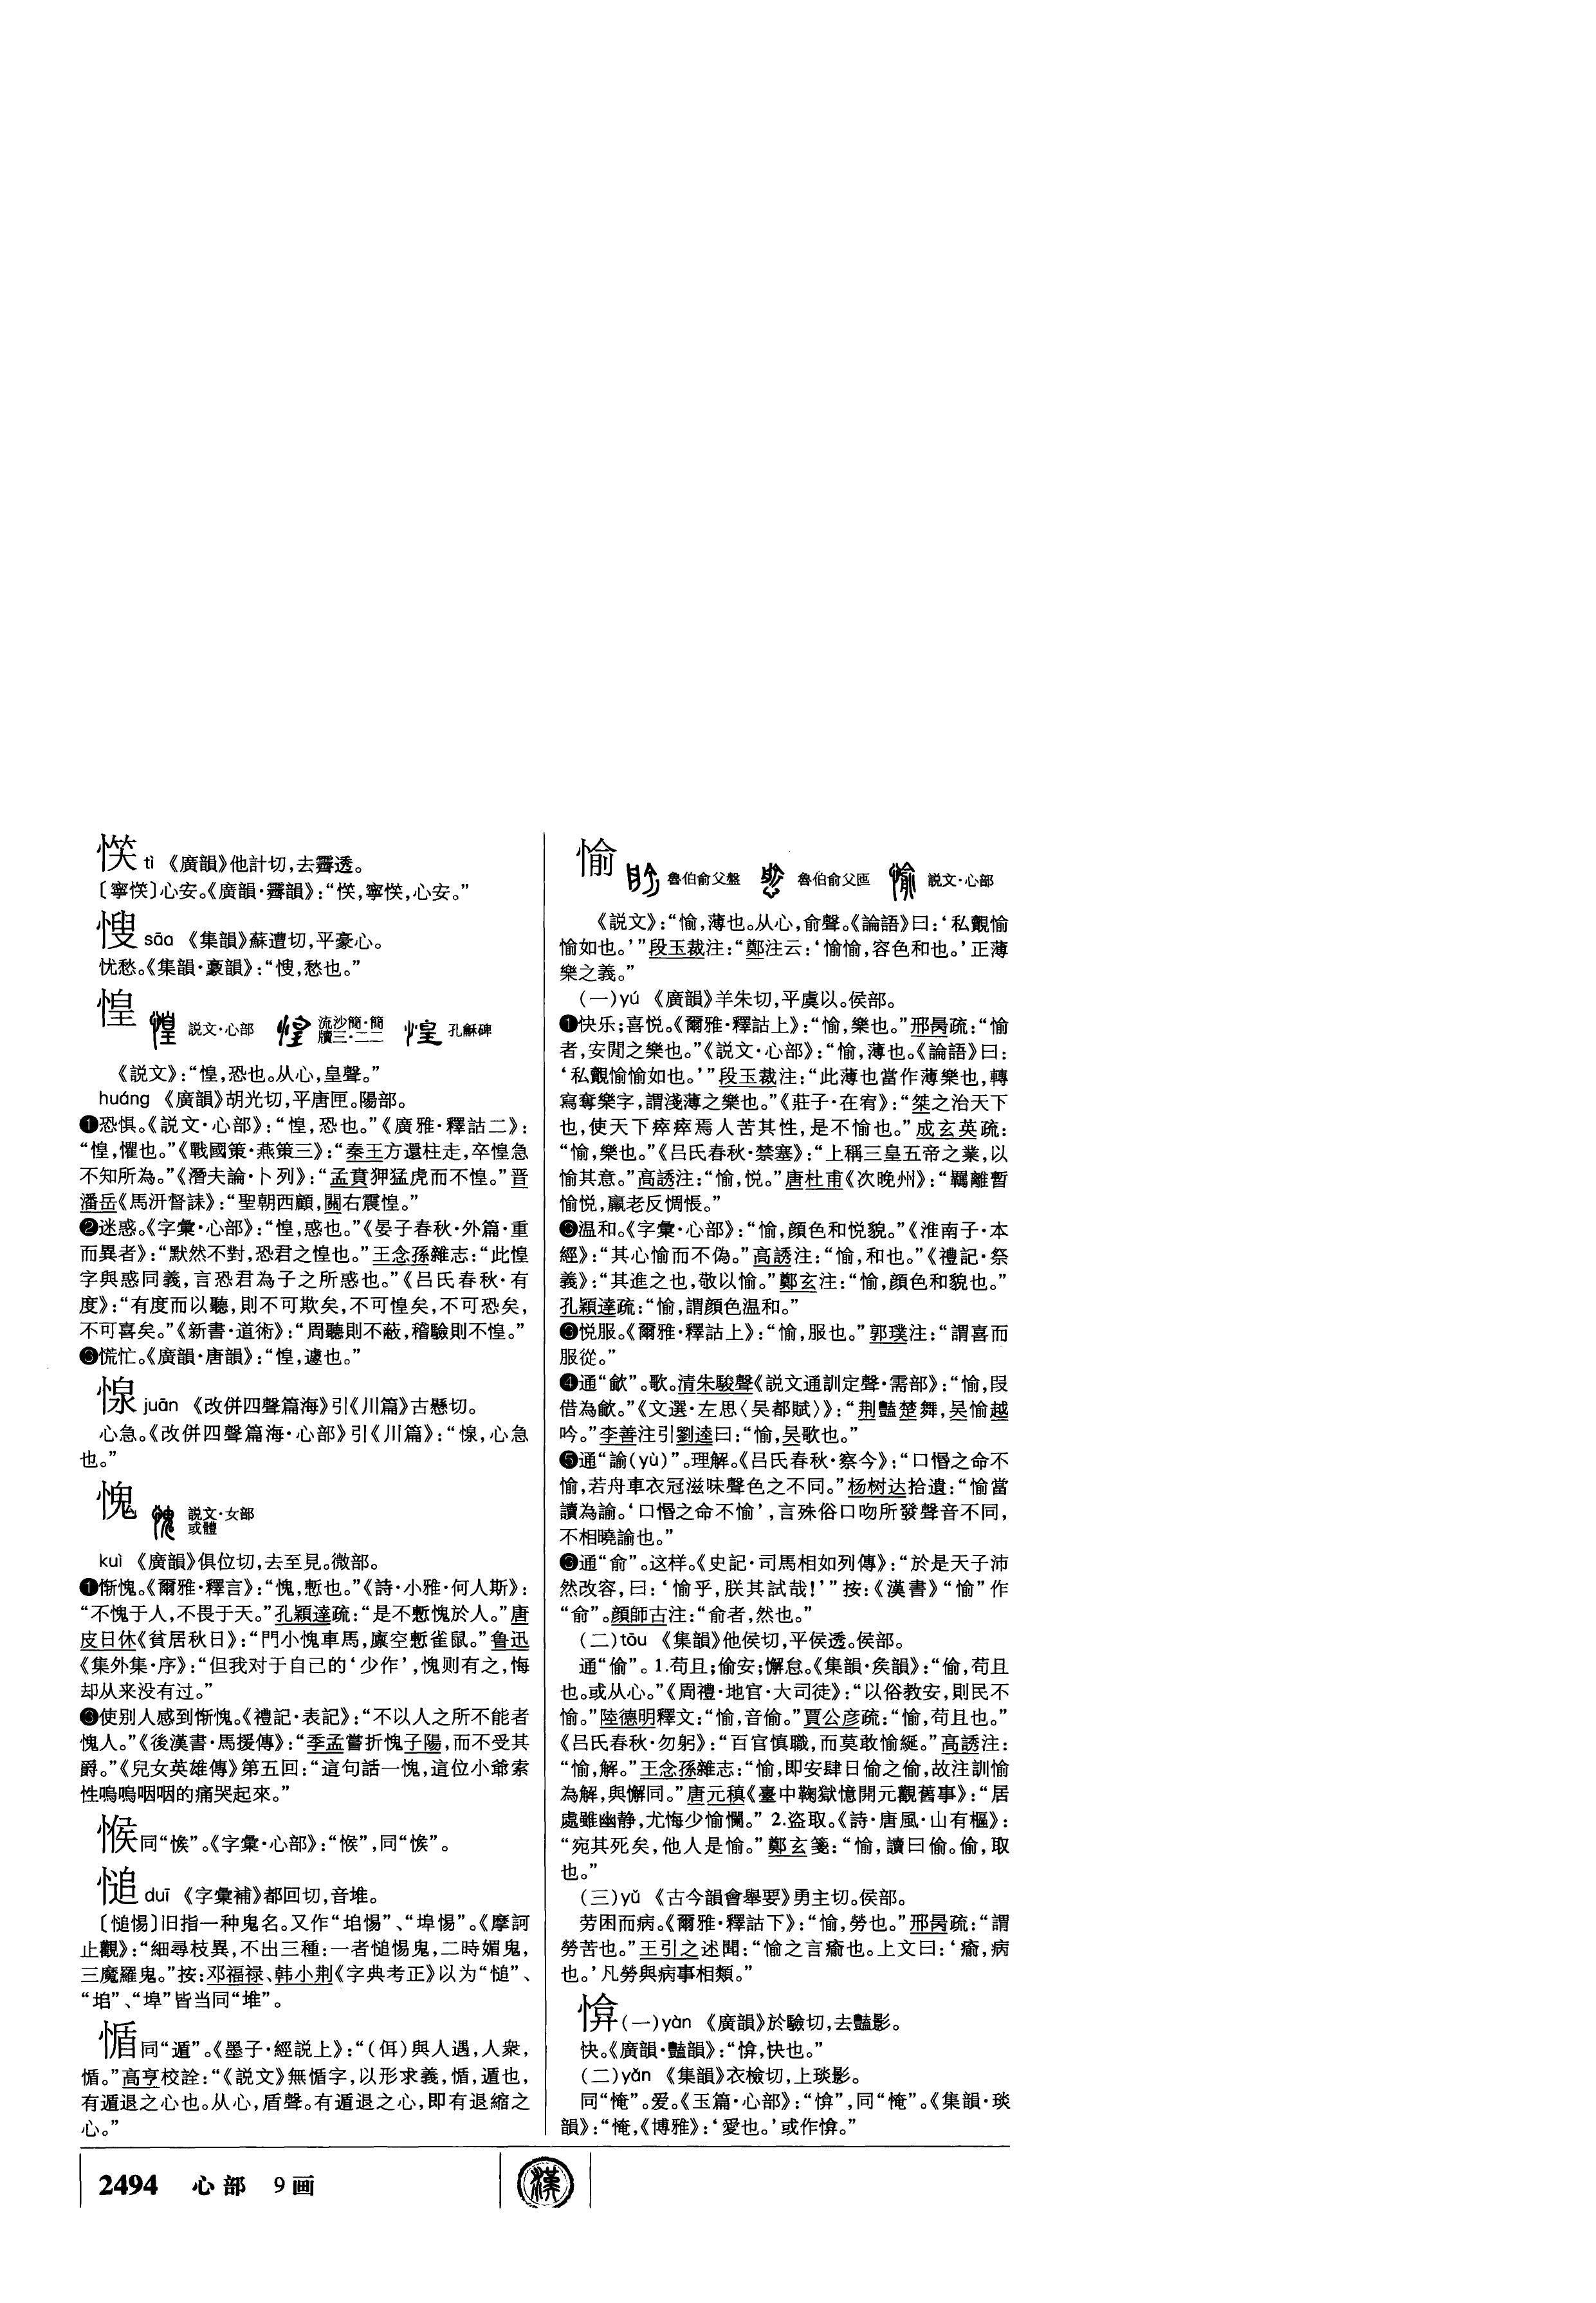 㥴 tì 《廣韻》他計切,去霽透。
〔寧㥴〕心安。《廣韻·霽韻》:“㥴,寧㥴,心安。”
慅 sāo 《集韻》蘇遭切,平豪心。
忧愁。《集韻·豪韻》:“慅,愁也。”
惶 説文·心部 流沙簡·簡牘三·二二 孔龢碑
《説文》:“惶,恐也。从心,皇聲。”
huáng 《廣韻》胡光切,平唐匣。陽部。
❶恐惧。《説文·心部》:“惶,恐也。”《廣雅·釋詁二》:
“惶,懼也。”《戰國策·燕策三》:“秦王方還柱走,卒惶急
不知所為。”《潛夫論·卜列》:“孟賁狎猛虎而不惶。”晋
潘岳《馬汧督誄》:“聖朝西顧,關右震惶。”
❷迷惑。《字彙·心部》:“惶,惑也。”《晏子春秋·外篇·重
而異者》:“默然不對,恐君之惶也。”王念孫雜志:“此惶
字與惑同義,言恐君為子之所惑也。”《吕氏春秋·有
度》:“有度而以聽,則不可欺矣,不可惶矣,不可恐矣,
不可喜矣。”《新書·道術》:“周聽則不蔽,稽驗則不惶。”
❸慌忙。《廣韻·唐韻》:“惶,遽也。”
juān 《改併四聲篇海》引《川篇》古懸切。
心急。《改併四聲篇海·心部》引《川篇》:“,心急
也。”
愧 説文·女部或體
kuì 《廣韻》俱位切,去至見。微部。
❶惭愧。《爾雅·釋言》:“愧,慙也。”《詩·小雅·何人斯》:
“不愧于人,不畏于天。”孔穎達疏:“是不慙愧於人。”唐
皮日休《貧居秋日》:“門小愧車馬,廩空慙雀鼠。”鲁迅
《集外集·序》:“但我对于自己的‘少作’,愧则有之,悔
却从来没有过。”
❸使别人感到惭愧。《禮記·表記》:“不以人之所不能者
愧人。”《後漢書·馬援傳》:“季孟嘗折愧子陽,而不受其
爵。”《兒女英雄傳》第五回:“這句話一愧,這位小爺索
性嗚嗚咽咽的痛哭起來。”
㤧同“㥋”。《字彙·心部》:“”,同“㥋”。
㥨 duī 《字彙補》都回切,音堆。
〔㥨惕〕旧指一种鬼名。又作“㙂惕”、“埠惕”。《摩訶
止觀》:“細尋枝異,不出三種:一者㥨惕鬼,二時媚鬼,
三魔羅鬼。”按:邓福禄、韩小荆《字典考正》以为“㥨”、
“㙂”、“埠”皆当同“堆”。
㥚同“遁”。《墨子·經説上》:“(佴)與人遇,人衆,
㥚。”高亨校詮:“《説文》無㥚字,以形求義,㥚,遁也,
有遁退之心也。从心,盾聲。有遁退之心,即有退縮之
心。”
愉 魯伯俞父盤 魯伯俞父匜 説文·心部
《説文》:“愉,薄也。从心,俞聲。《論語》曰:‘私覿愉
愉如也。’”段玉裁注:“鄭注云:‘愉愉,容色和也。’正薄
樂之義。”
(一)yú 《廣韻》羊朱切,平虞以。侯部。
❶快乐;喜悦。《爾雅·釋詁上》:“愉,樂也。”邢昺疏:“愉
者,安閒之樂也。”《説文·心部》:“愉,薄也。《論語》曰:
‘私覿愉愉如也。’”段玉裁注:“此薄也當作薄樂也,轉
寫奪樂字,謂淺薄之樂也。”《莊子·在宥》:“桀之治天下
也,使天下瘁瘁焉人苦其性,是不愉也。”成玄英疏:
“愉,樂也。”《吕氏春秋·禁塞》:“上稱三皇五帝之業,以
愉其意。”高誘注:“愉,悦。”唐杜甫《次晚州》:“羈離暫
愉悦,羸老反惆悵。”
❸温和。《字彙·心部》:“愉,顔色和悦貌。”《淮南子·本
經》:“其心愉而不偽。”高誘注:“愉,和也。”《禮記·祭
義》:“其進之也,敬以愉。”鄭玄注:“愉,顔色和貌也。”
孔穎達疏:“愉,謂顔色温和。”
❸悦服。《爾雅·釋詁上》:“愉,服也。”郭璞注:“謂喜而
服從。”
❹通“歈”。歌。清朱駿聲《説文通訓定聲·需部》:“愉,叚
借為歈。”《文選·左思〈吴都賦〉》:“荆豔楚舞,吴愉越
吟。”李善注引劉逵曰:“愉,吴歌也。”
❺通“諭(yù)”。理解。《吕氏春秋·察今》:“口惽之命不
愉,若舟車衣冠滋味聲色之不同。”杨树达拾遺:“愉當
讀為諭。‘口惽之命不愉’,言殊俗口吻所發聲音不同,
不相曉諭也。”
❸通“俞”。这样。《史記·司馬相如列傳》:“於是天子沛
然改容,曰:‘愉乎,朕其試哉!’”按:《漢書》“愉”作
“俞”。顔師古注:“俞者,然也。”
(二)tōu 《集韻》他侯切,平侯透。侯部。
通“偷”。1.苟且;偷安;懈怠。《集韻·矦韻》:“偷,苟且
也。或从心。”《周禮·地官·大司徒》:“以俗教安,則民不
愉。”陸德明釋文:“愉,音偷。”賈公彦疏:“愉,苟且也。”
《吕氏春秋·勿躬》:“百官慎職,而莫敢愉綖。”高誘注:
“愉,解。”王念孫雜志:“愉,即安肆日偷之偷,故注訓愉
為解,與懈同。”唐元稹《臺中鞫獄憶開元觀舊事》:“居
處雖幽静,尤悔少愉懶。” 2.盗取。《詩·唐風·山有樞》:
“宛其死矣,他人是愉。”鄭玄箋:“愉,讀曰偷。偷,取
也。”
(三)yǔ 《古今韻會舉要》勇主切。侯部。
劳困而病。《爾雅·釋詁下》:“愉,勞也。”邢昺疏:“謂
勞苦也。”王引之述聞:“愉之言瘉也。上文曰:‘瘉,病
也。’凡勞與病事相類。”
㤿(一)yàn 《廣韻》於驗切,去豔影。
快。《廣韻·豔韻》:“㤿,快也。”
(二)yǎn 《集韻》衣檢切,上琰影。
同“㤿”。爱。《玉篇·心部》:“”,同“㤿”。《集韻·琰
韻》:“㤿,《博雅》:‘愛也。’或作。”
2494 心部 9画
漢